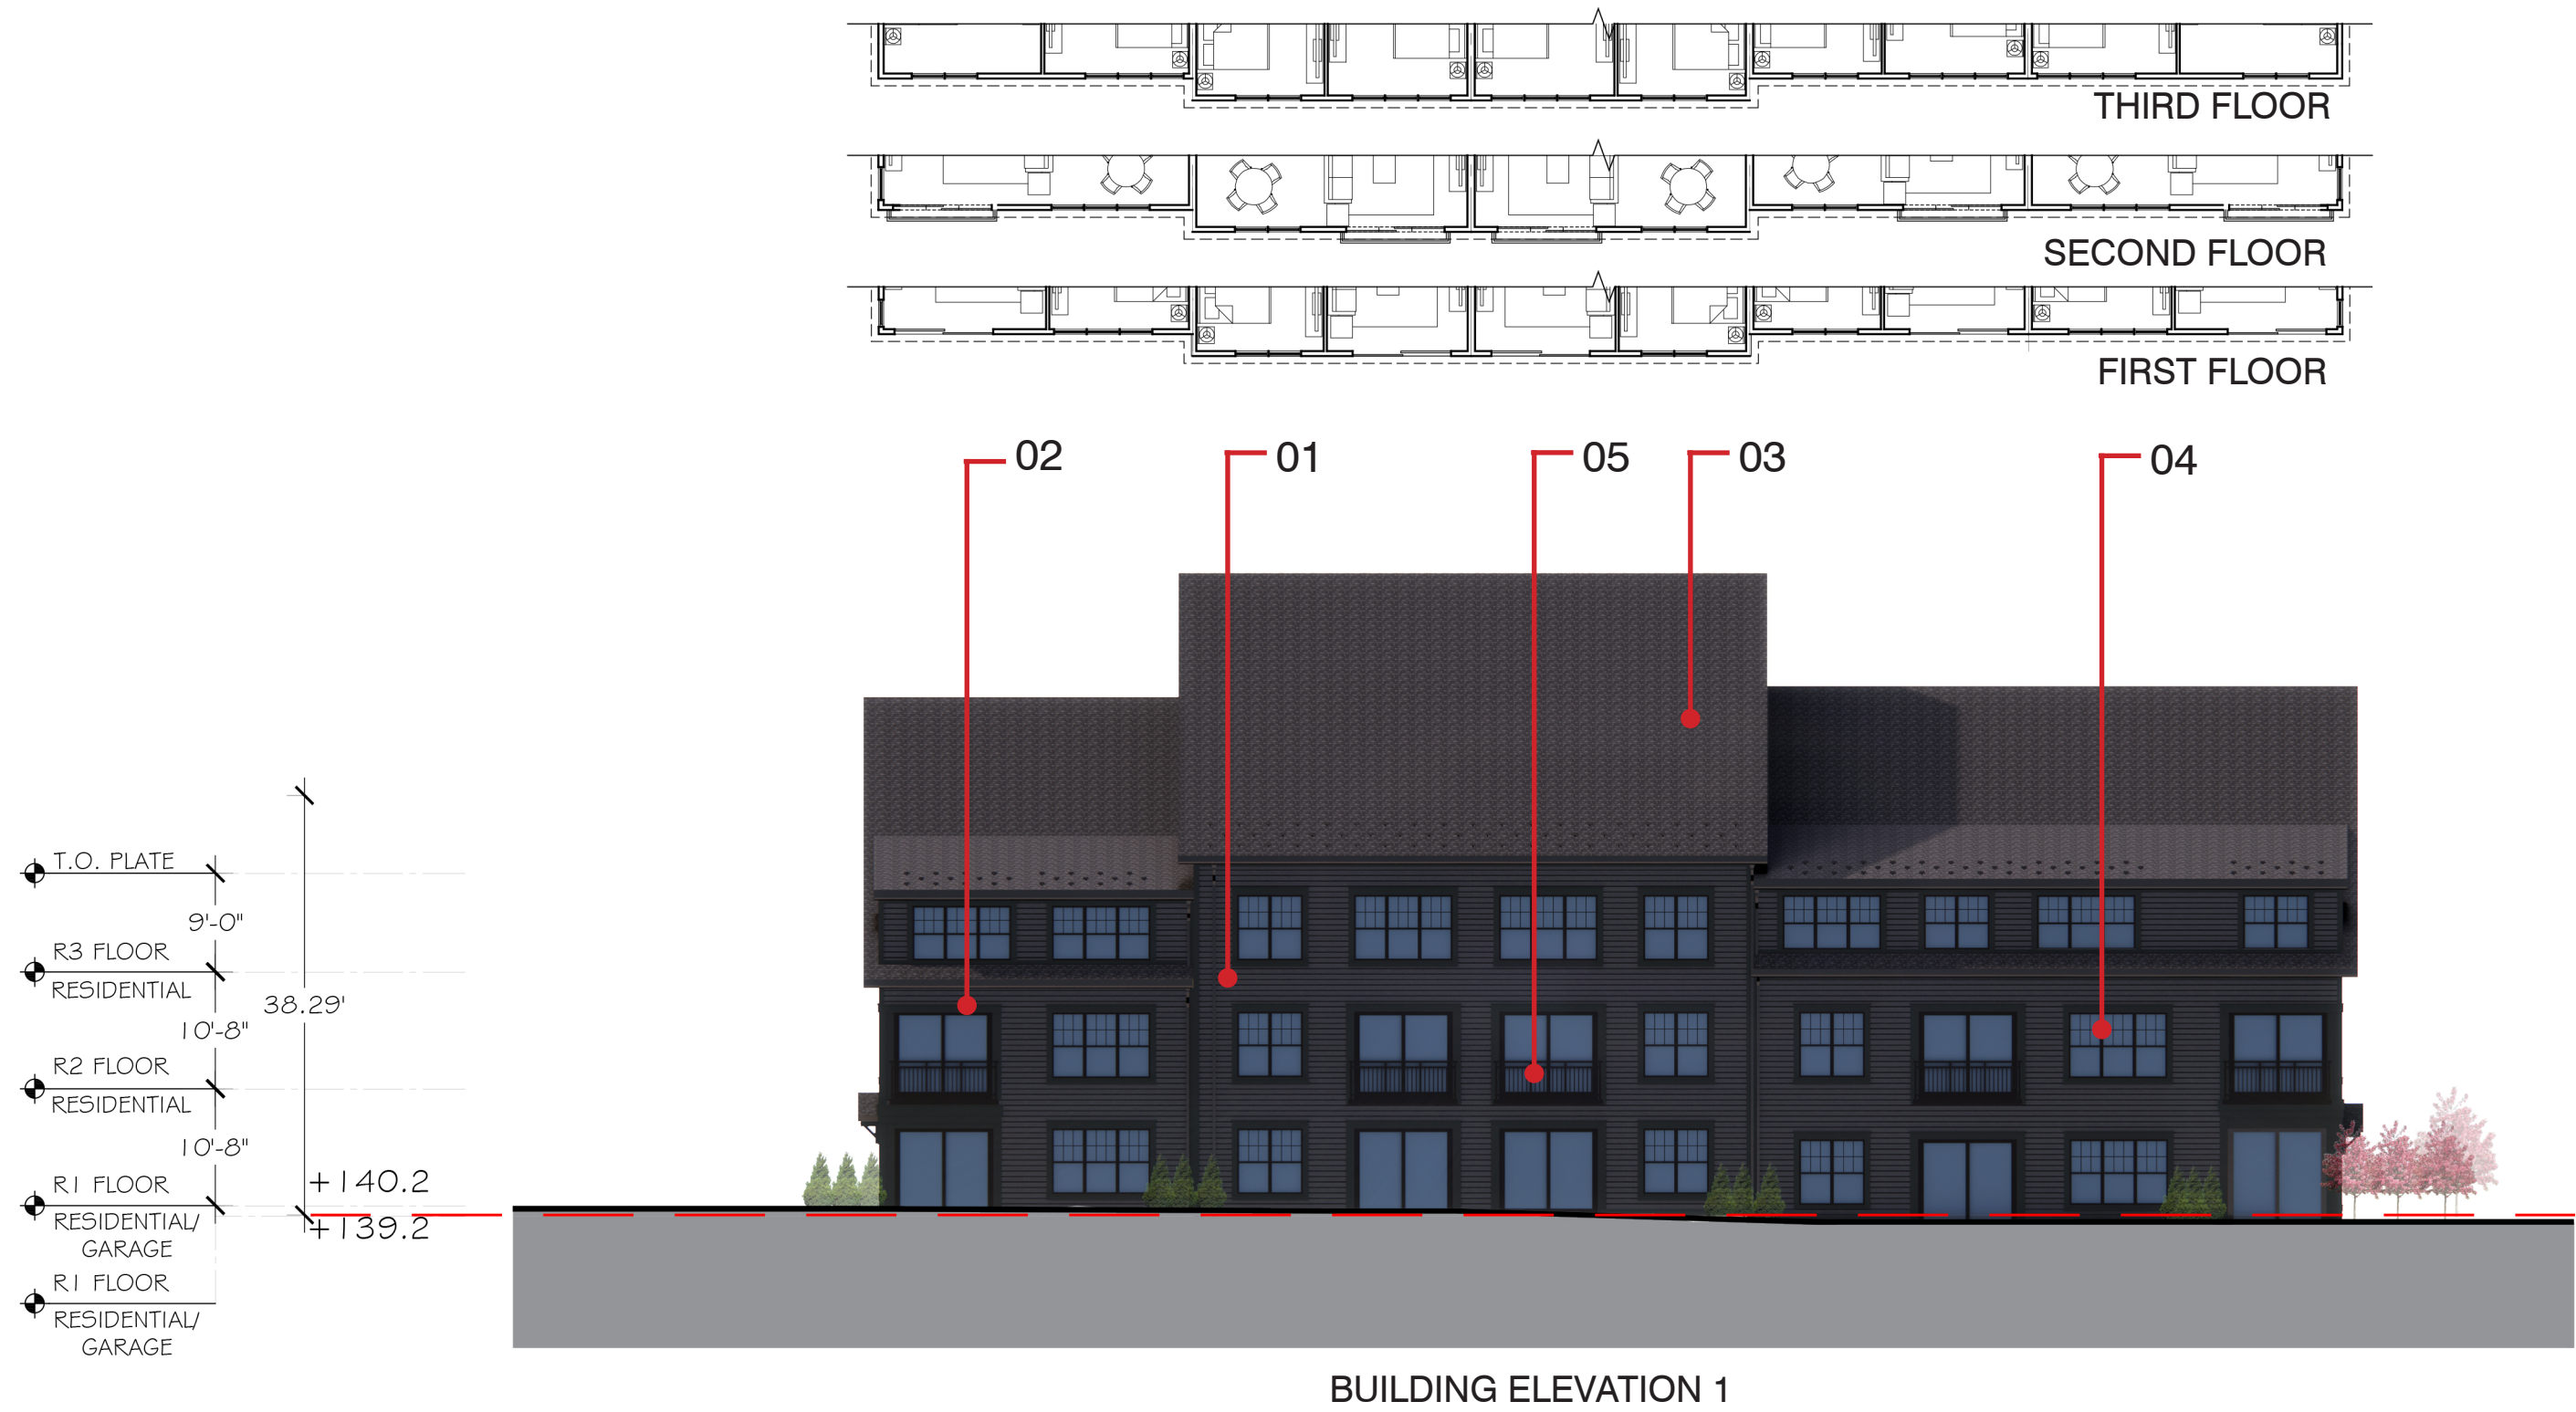 THIRD FLOOR
SECOND FLOOR
FIRST FLOOR
02
01
05
03
04
T.O. PLATE
9'-0"
R3 FLOOR
RESIDENTIAL
38.29'
10'-8"
R2 FLOOR
RESIDENTIAL
10'-8"
R1 FLOOR
+140.2
RESIDENTIAL/
GARAGE
+139.2
R1 FLOOR
RESIDENTIAL/
GARAGE
BUILDING ELEVATION 1